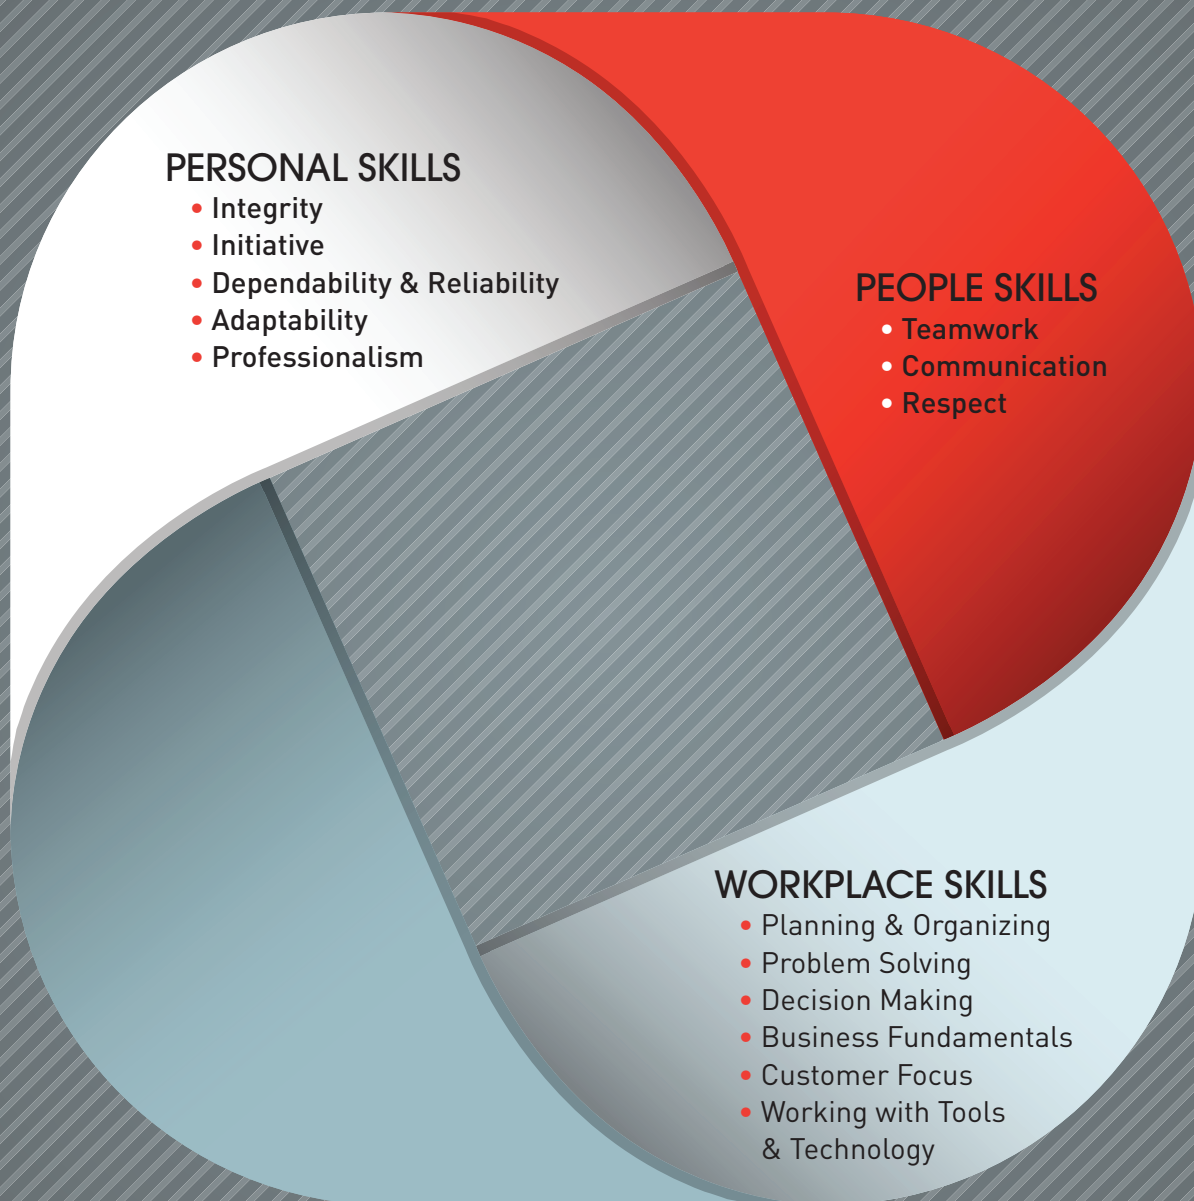 PERSONAL SKILLS
• Integrity
• Initiative
• Dependability & Reliability
• Adaptability
• Professionalism
PEOPLE SKILLS
• Teamwork
• Communication
• Respect
WORKPLACE SKILLS
• Planning & Organizing
• Problem Solving
• Decision Making
• Business Fundamentals
• Customer Focus
• Working with Tools
& Technology